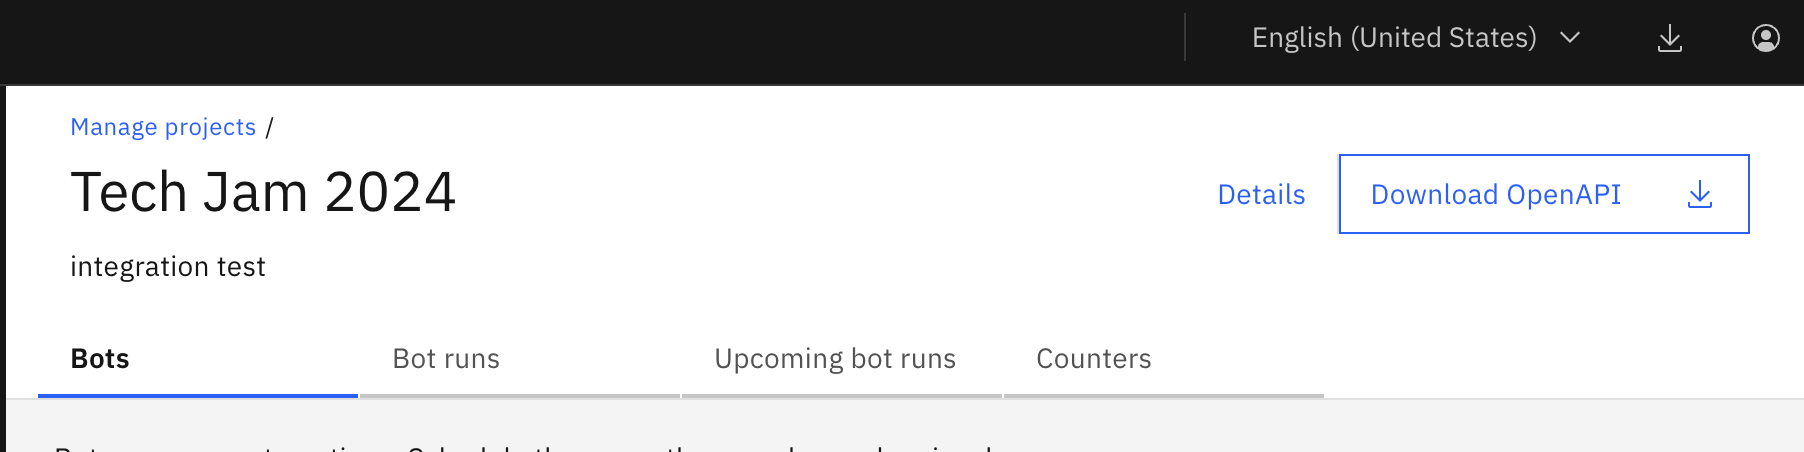 English (United States)
Manage projects /
Tech Jam 2024
Details
Download OpenAPI
integration test
Bots
Bot runs
Upcoming bot runs
Counters